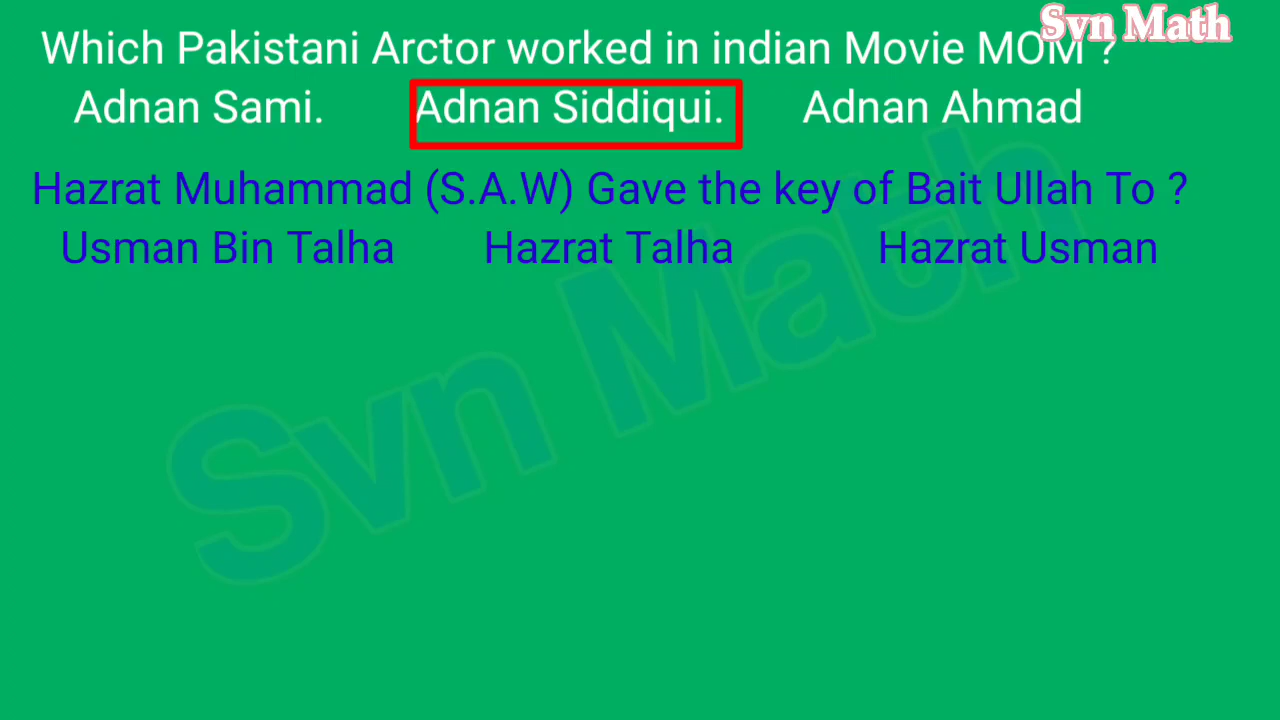 Svn Math
Which Pakistani Arctor worked in indian Movie MOM ?
Adnan Sami. Adnan Siddiqui. Adnan Ahmad
Hazrat Muhammad (S.A.W) Gave the key of Bait Ullah To ?
Usman Bin Talha Hazrat Talha Hazrat Usman
Svn Math